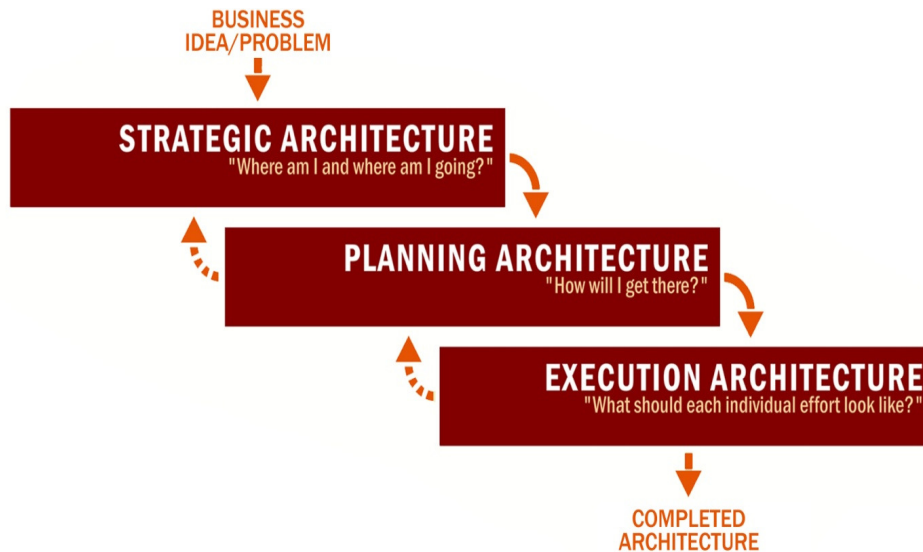 BUSINESS
IDEA/PROBLEM
STRATEGIC ARCHITECTURE
"Where am I and where am I going?"
PLANNING ARCHITECTURE
"How will I get there?"
EXECUTION ARCHITECTURE
"What should each individual effort look like?"
COMPLETED
ARCHITECTURE